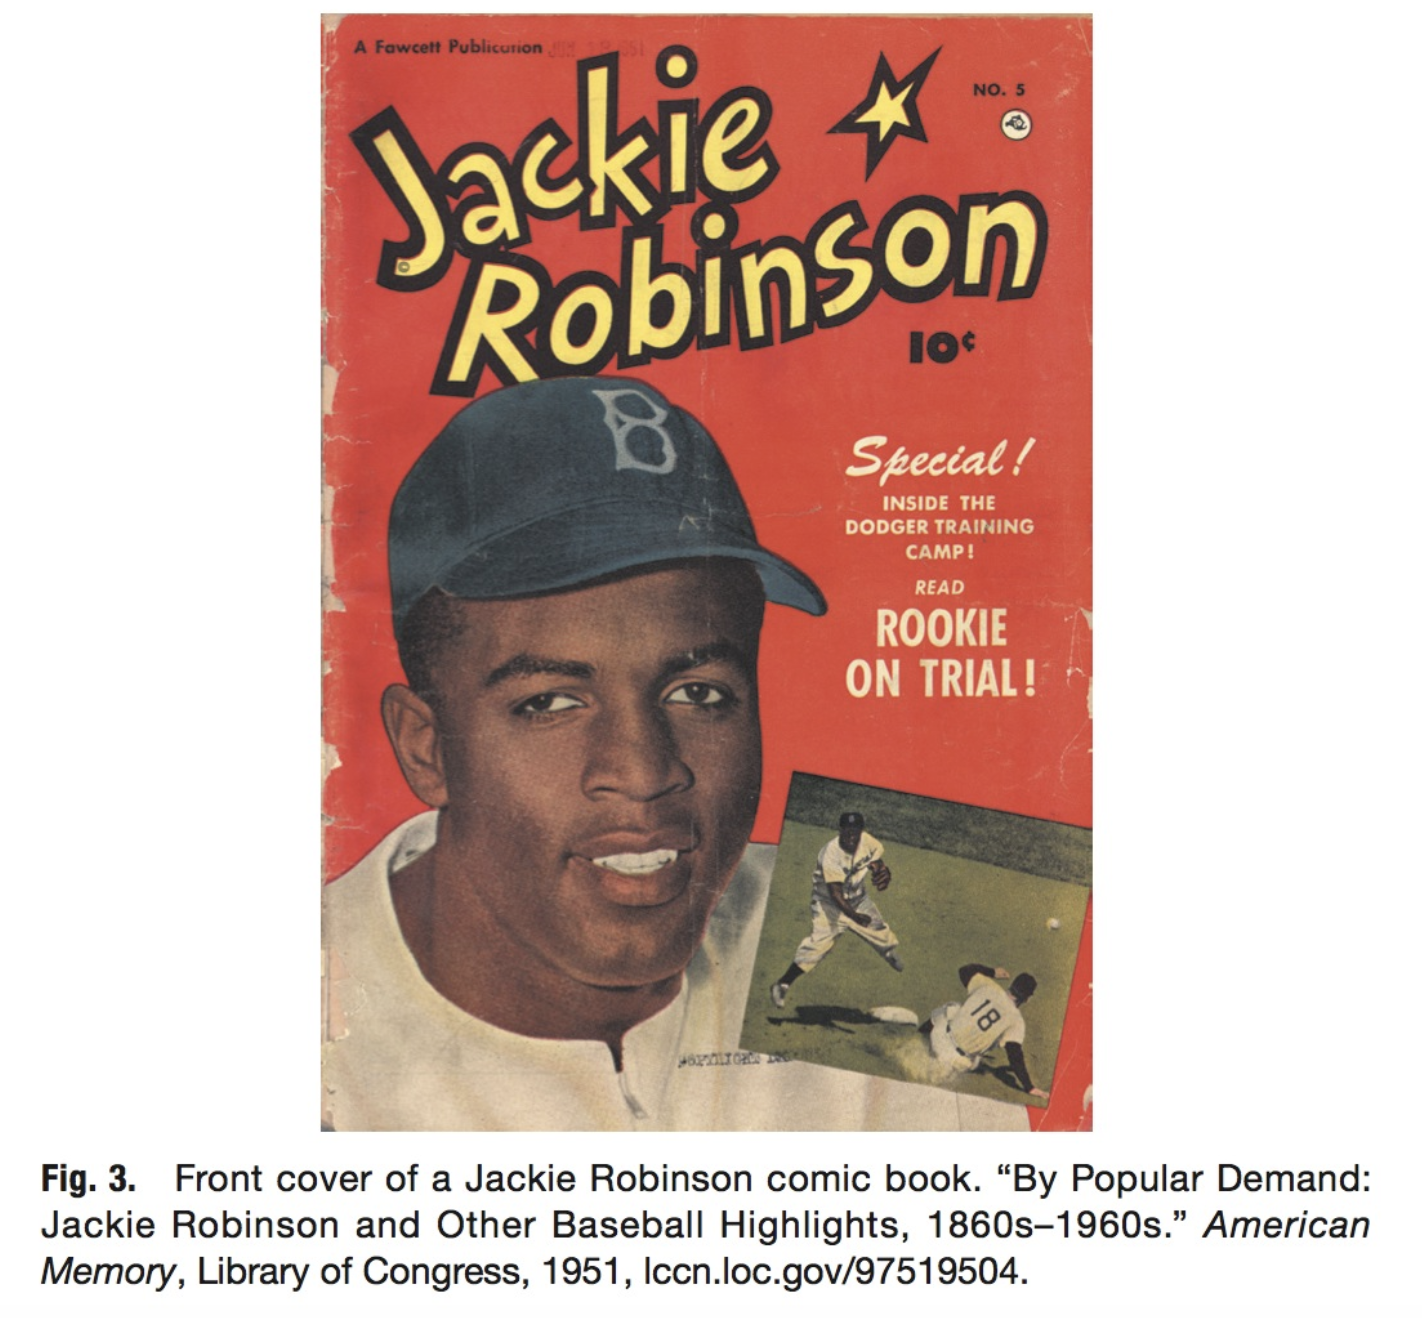 A Fawcett Publication
Jackie
Robinson
NO. 5
10¢
Special!
INSIDE THE
DODGER TRAINING
CAMP!
READ
ROOKIE
ON TRIAL!
B
18
Fig. 3. Front cover of a Jackie Robinson comic book. “By Popular Demand:
Jackie Robinson and Other Baseball Highlights, 1860s–1960s.” American
Memory, Library of Congress, 1951, lccn.loc.gov/97519504.